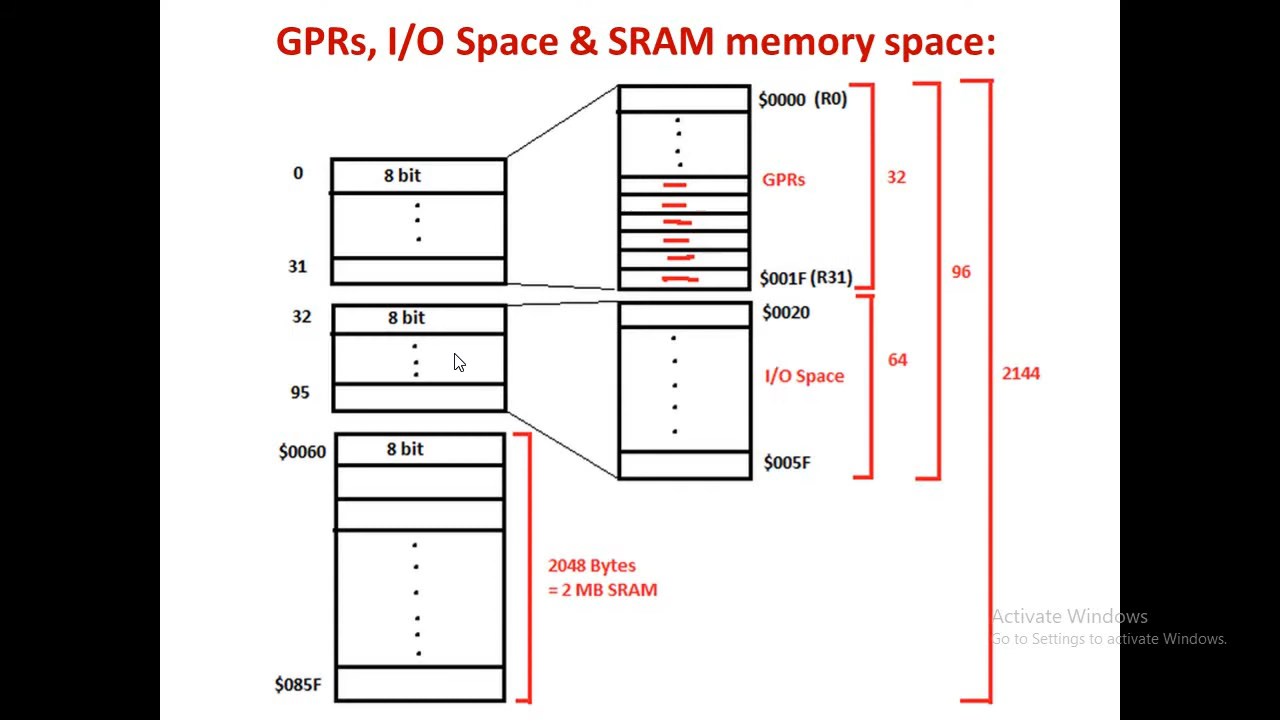 GPRs, I/O Space & SRAM memory space:
$0000 (R0)
0
8 bit
GPRs
32
31
$001F (R31)
96
32
8 bit
$0020
95
I/O Space
64
2144
$005F
$0060
8 bit
2048 Bytes
= 2 MB SRAM
$085F
Activate Windows
Go to Settings to activate Windows.